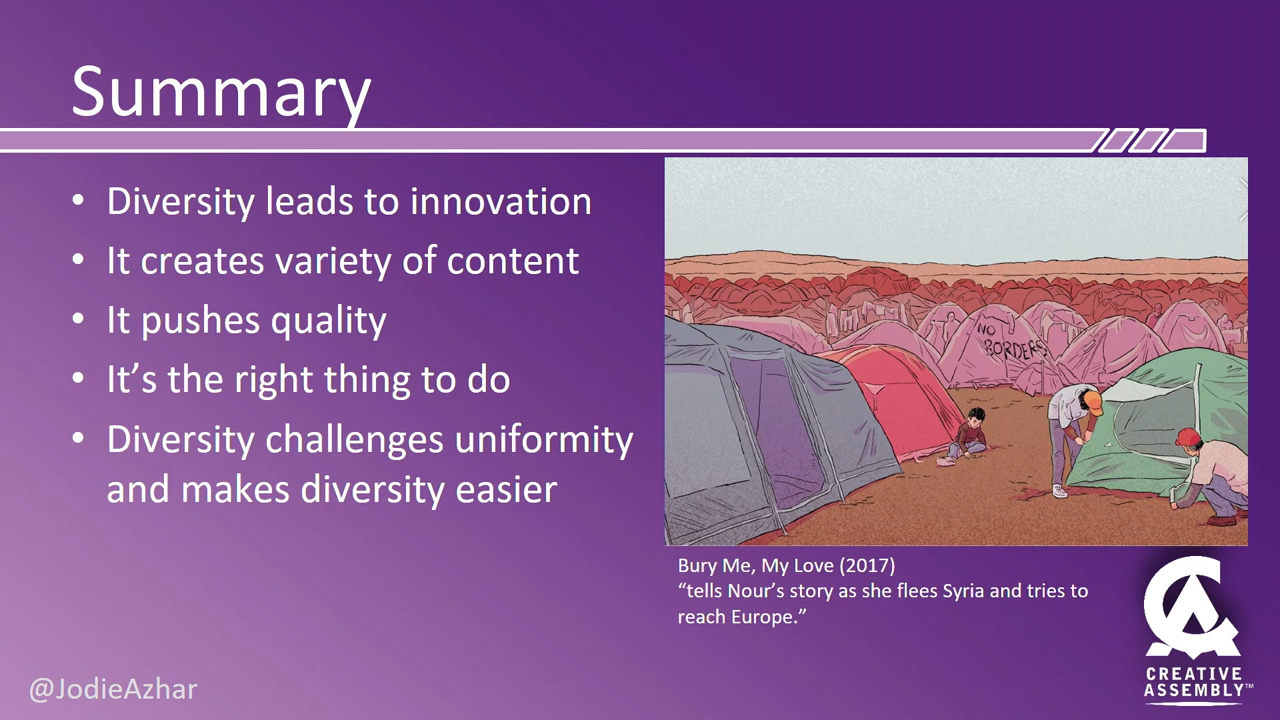 Summary
• Diversity leads to innovation
• It creates variety of content
• It pushes quality
• It's the right thing to do
• Diversity challenges uniformity
and makes diversity easier
NO
BORDERS
Bury Me, My Love (2017)
“tells Nour’s story as she flees Syria and tries to
reach Europe.”
@JodieAzhar
CREATIVE
ASSEMBLY™